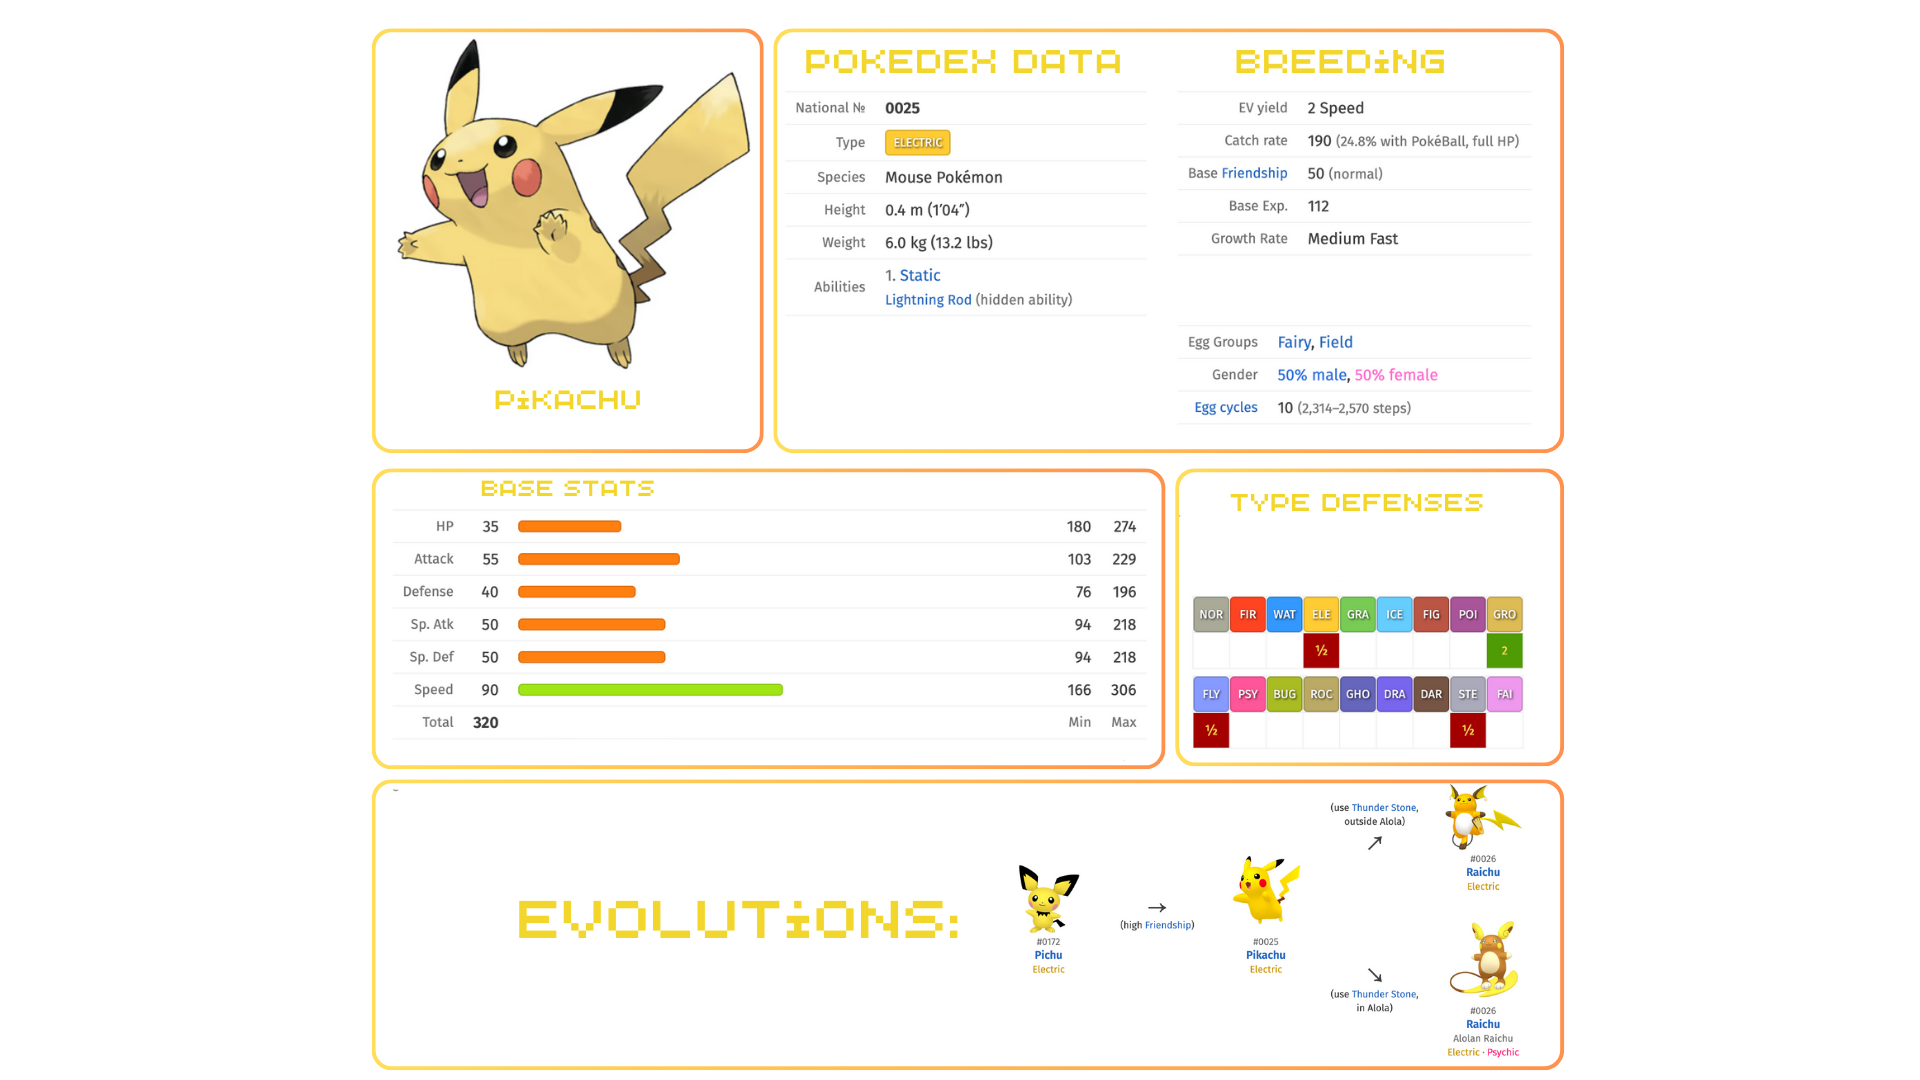 PiKACHU
POKEDEX DATA
National № 0025
Type ELECTRIC
Species Mouse Pokémon
Height 0.4 m (1′04″)
Weight 6.0 kg (13.2 lbs)
Abilities 1. Static
Lightning Rod (hidden ability)
BREEDiNG
EV yield 2 Speed
Catch rate 190 (24.8% with PokéBall, full HP)
Base Friendship 50 (normal)
Base Exp. 112
Growth Rate Medium Fast
Egg Groups Fairy, Field
Gender 50% male, 50% female
Egg cycles 10 (2,314–2,570 steps)
BASE STATS
HP 35 180 274
Attack 55 103 229
Defense 40 76 196
Sp. Atk 50 94 218
Sp. Def 50 94 218
Speed 90 166 306
Total 320 Min Max
TYPE DEFENSES
NOR FIR WAT ELE GRA ICE FIG POI GRO
½ 2
FLY PSY BUG ROC GHO DRA DAR STE FAI
½ ½
EVOLUTiONS:
#0172
Pichu
Electric
(high Friendship)
#0025
Pikachu
Electric
(use Thunder Stone,
outside Alola)
#0026
Raichu
Electric
(use Thunder Stone,
in Alola)
#0026
Raichu
Alolan Raichu
Electric · Psychic